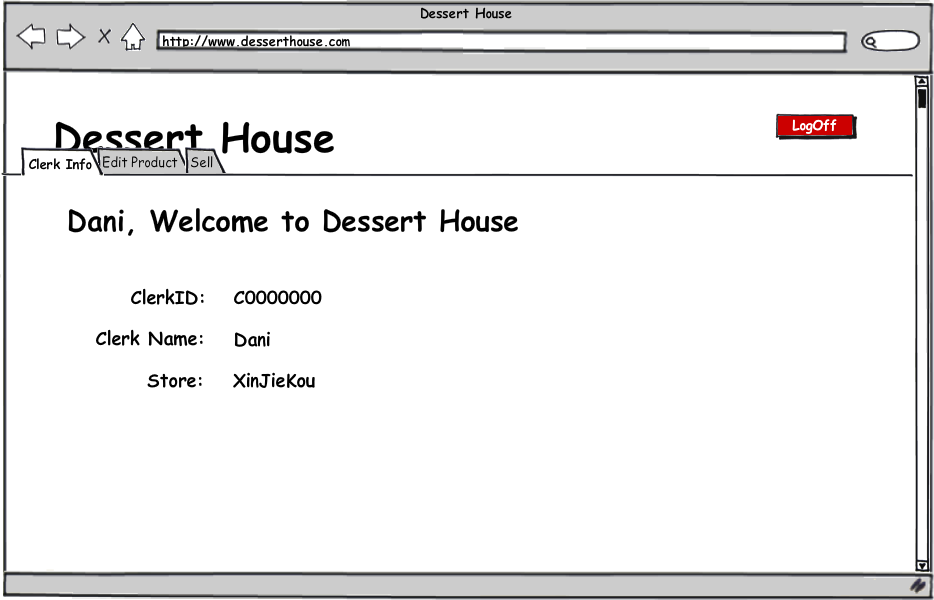 Dessert House
http://www.desserthouse.com
Dessert House
LogOff
Clerk Info Edit Product Sell
Dani, Welcome to Dessert House
ClerkID: C0000000
Clerk Name: Dani
Store: XinJieKou